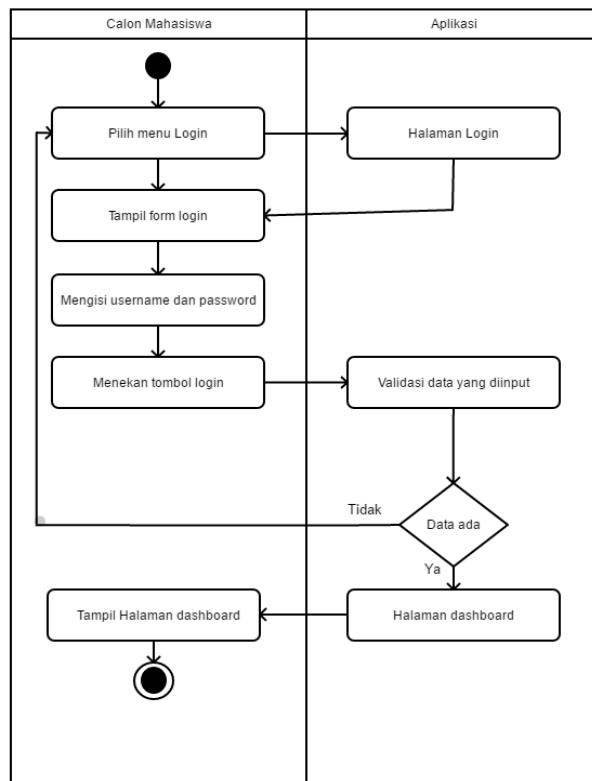 Calon Mahasiswa
Aplikasi
Pilih menu Login
Halaman Login
Tampil form login
Mengisi username dan password
Menekan tombol login
Validasi data yang diinput
Tidak
Data ada
Ya
Tampil Halaman dashboard
Halaman dashboard